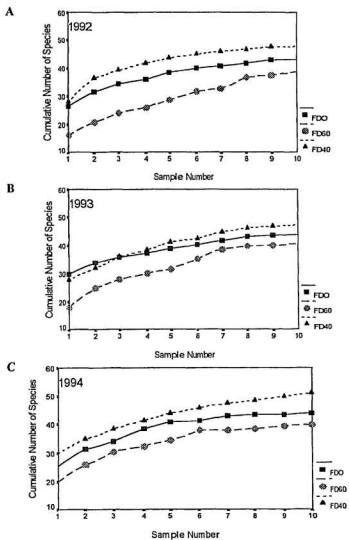 A
1992
Cumulative Number of Species
60
50
40
30
20
10
1 2 3 4 5 6 7 8 9 10
Sample Number
FDO
FD60
FD40
B
1993
Cumulative Number of Species
60
50
40
30
20
10
1 2 3 4 5 6 7 8 9 10
Sample Number
FDO
FD60
FD40
C
1994
Cumulative Number of Species
60
50
40
30
20
10
1 2 3 4 5 6 7 8 9 10
Sample Number
FDO
FD60
FD40